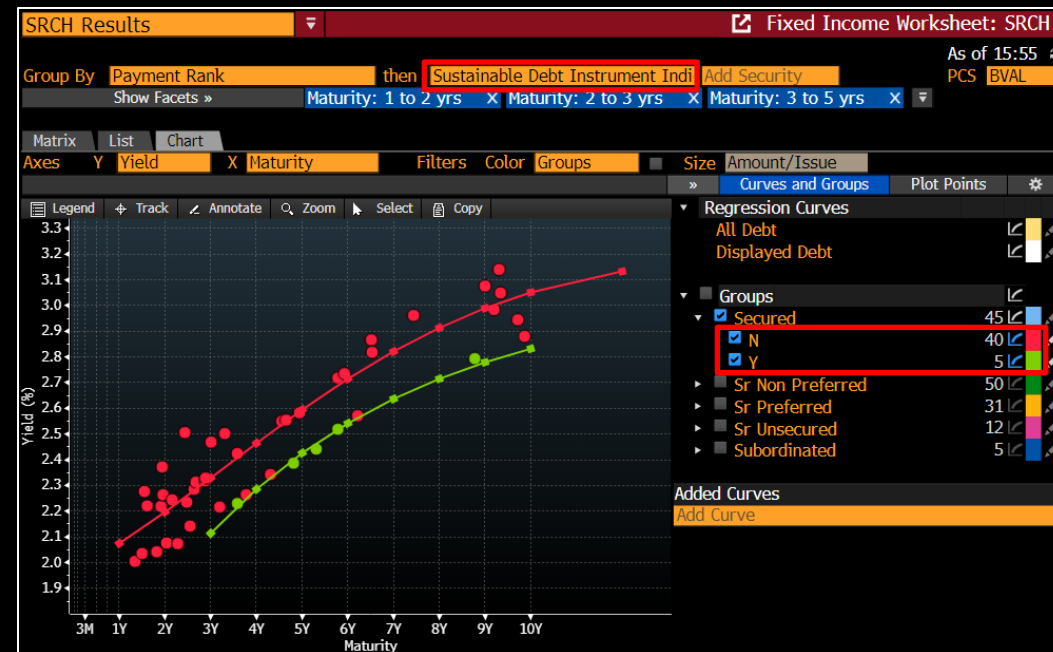 SRCH Results
Fixed Income Worksheet: SRCH
As of 15:55
Group By Payment Rank then Sustainable Debt Instrument Indi Add Security PCS BVAL
Show Facets » Maturity: 1 to 2 yrs X Maturity: 2 to 3 yrs X Maturity: 3 to 5 yrs X
Matrix List Chart
Axes Y Yield X Maturity Filters Color Groups Size Amount/Issue
» Curves and Groups Plot Points
Legend Track Annotate Zoom Select Copy
Regression Curves
All Debt
Displayed Debt
Groups
Secured 45
N 40
Y 5
Sr Non Preferred 50
Sr Preferred 31
Sr Unsecured 12
Subordinated 5
Added Curves
Add Curve
3.3
3.2
3.1
3.0
2.9
2.8
2.7
2.6
2.5
2.4
2.3
2.2
2.1
2.0
1.9
Yield (%)
3M 1Y 2Y 3Y 4Y 5Y 6Y 7Y 8Y 9Y 10Y
Maturity